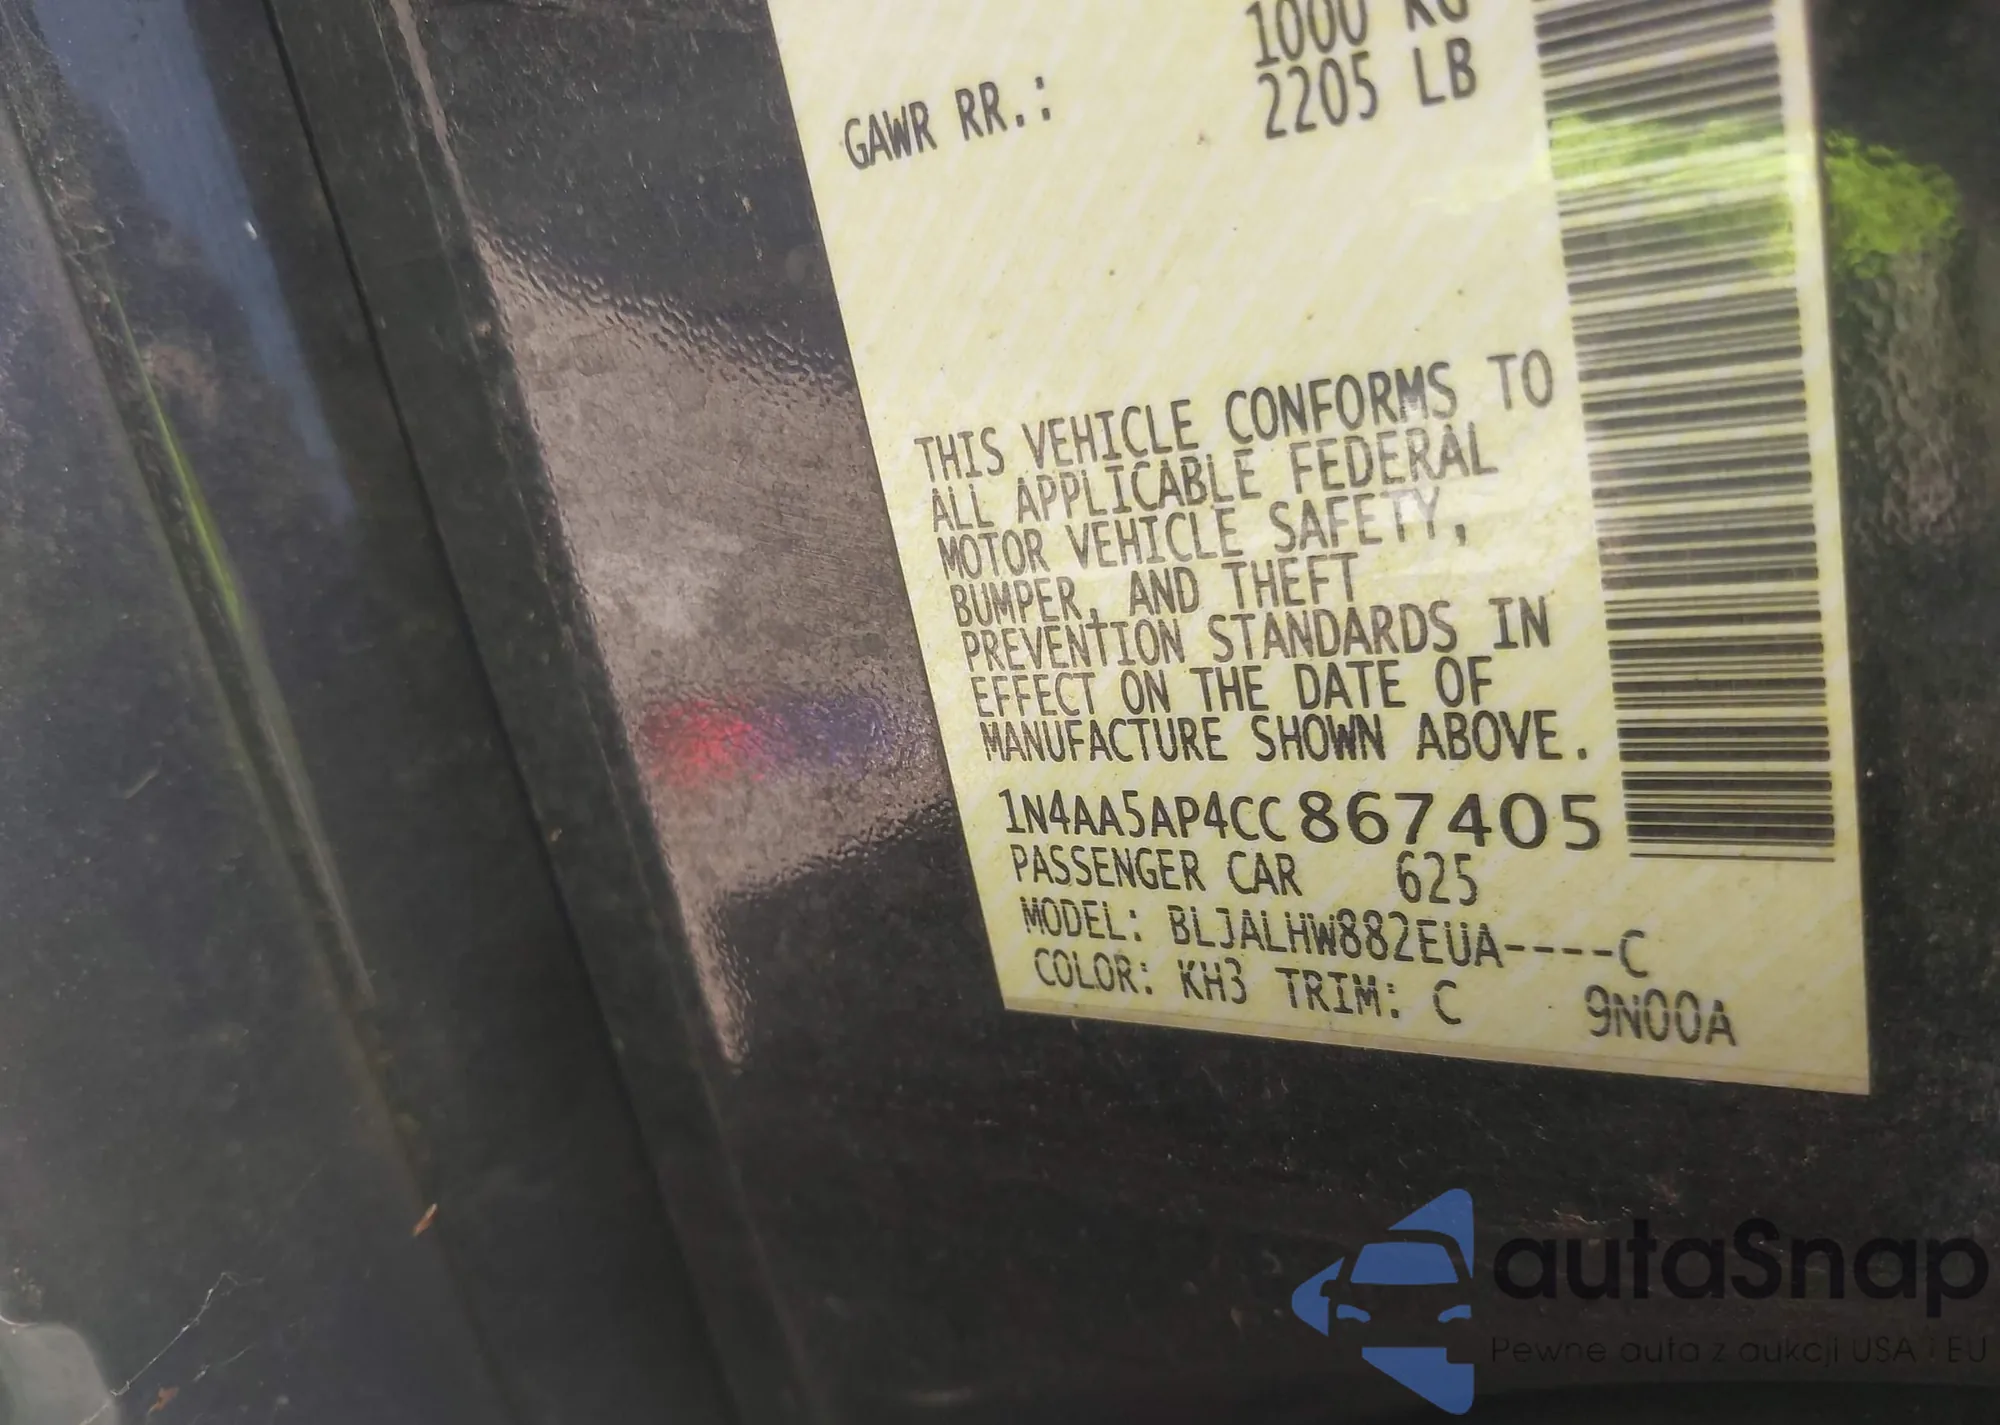 1000 KG
GAWR RR.: 2205 LB
THIS VEHICLE CONFORMS TO
ALL APPLICABLE FEDERAL
MOTOR VEHICLE SAFETY,
BUMPER, AND THEFT
PREVENTION STANDARDS IN
EFFECT ON THE DATE OF
MANUFACTURE SHOWN ABOVE.
1N4AA5AP4CC867405
PASSENGER CAR 625
MODEL: BLJALHW882EUA----C
COLOR: KH3 TRIM: C 9N00A
autaSnap
Pewne auta z aukcji USA i EU